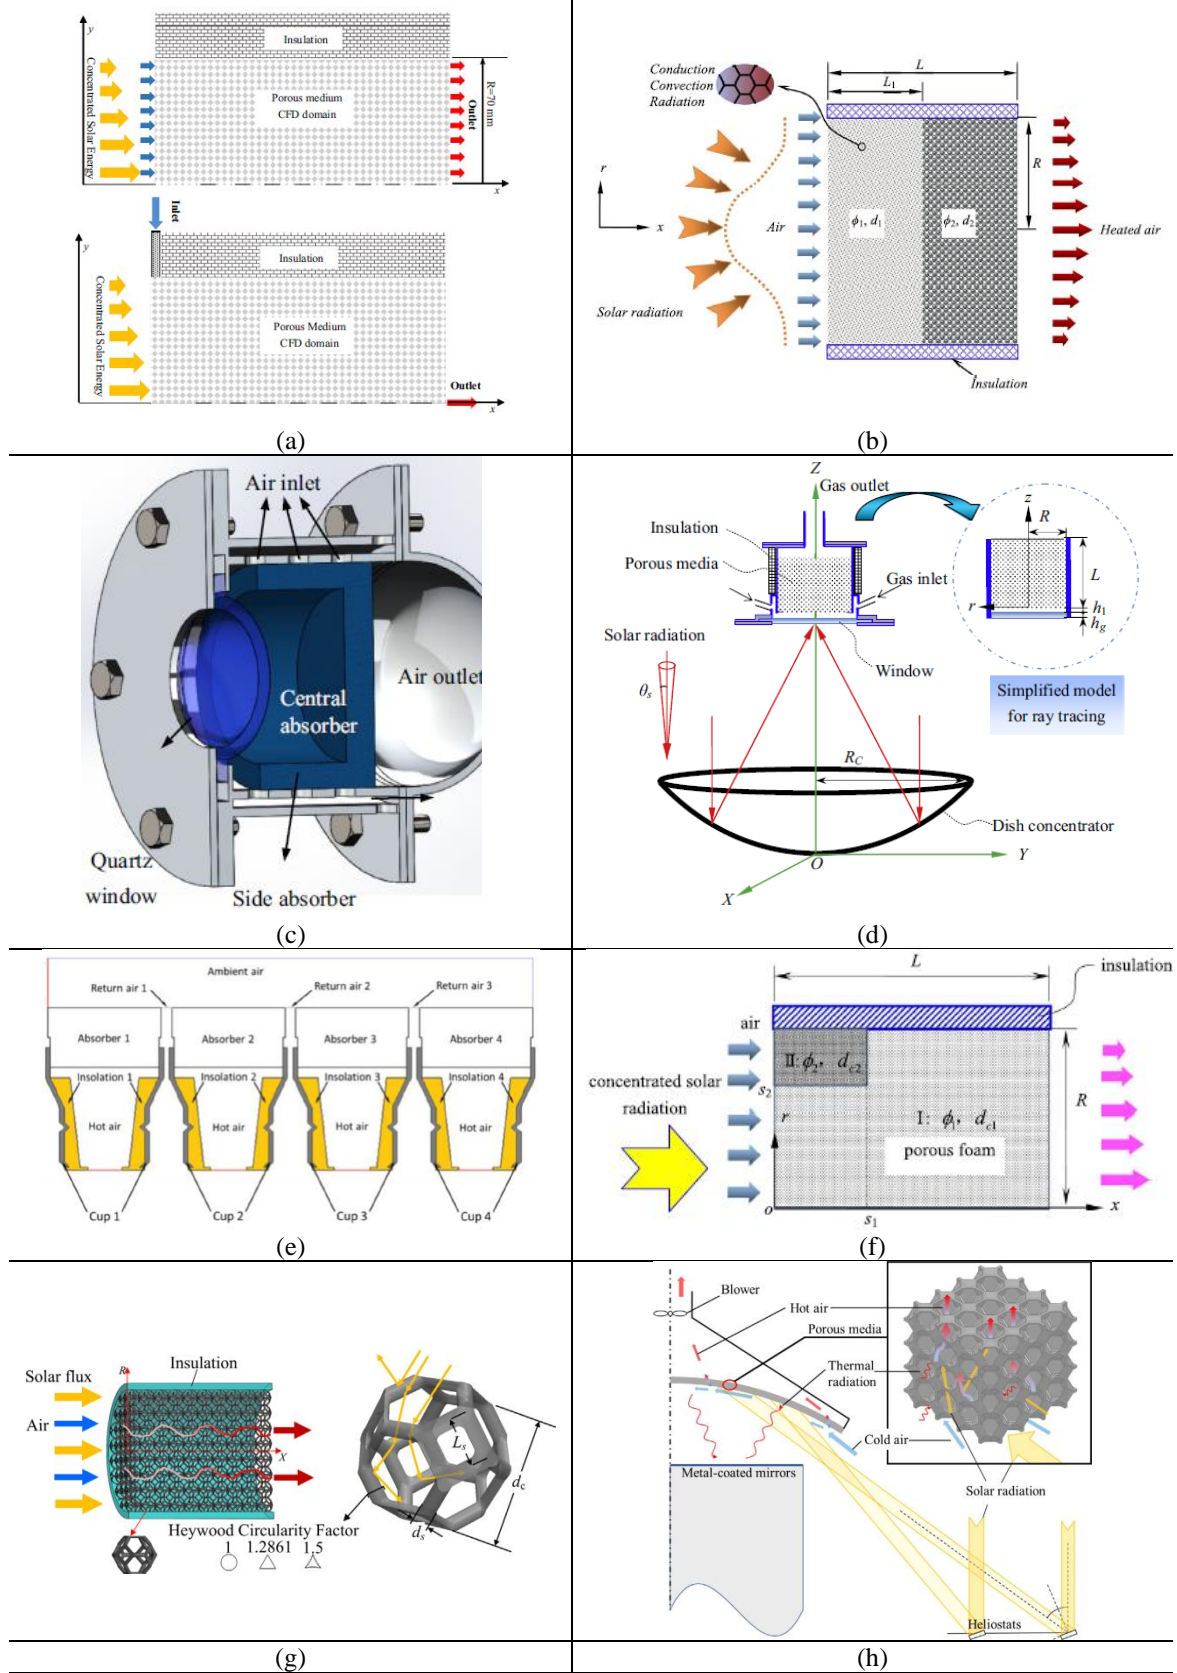 y
Insulation
Concentrated Solar Energy
Porous medium
CFD domain
Outlet
R=70 mm
x
Inlet
y
Insulation
Concentrated Solar Energy
Porous Medium
CFD domain
Outlet
x
(a)
Conduction
Convection
Radiation
L
L₁
R
r
x
Air
ϕ₁, d₁
ϕ₂, d₂
Heated air
Solar radiation
Insulation
(b)
Air inlet
Central
absorber
Air outlet
Quartz
window
Side absorber
(c)
Z
Gas outlet
Insulation
Porous media
Gas inlet
Solar radiation
θs
Window
z
R
L
r
h₁
hg
Simplified model
for ray tracing
RC
Dish concentrator
O
Y
X
(d)
Ambient air
Return air 1
Return air 2
Return air 3
Absorber 1
Absorber 2
Absorber 3
Absorber 4
Insolation 1
Insolation 2
Insolation 3
Insolation 4
Hot air
Hot air
Hot air
Hot air
Cup 1
Cup 2
Cup 3
Cup 4
(e)
L
insulation
air
II: ϕ₂, dc2
s₂
concentrated solar
radiation
r
I: ϕ₁, dc1
porous foam
R
o
s₁
x
(f)
Insulation
Solar flux
R
Air
X
Ls
dc
ds
Heywood Circularity Factor
1 1.2861 1.5
(g)
Blower
Hot air
Porous media
Thermal
radiation
Cold air
Metal-coated mirrors
Solar radiation
Heliostats
(h)